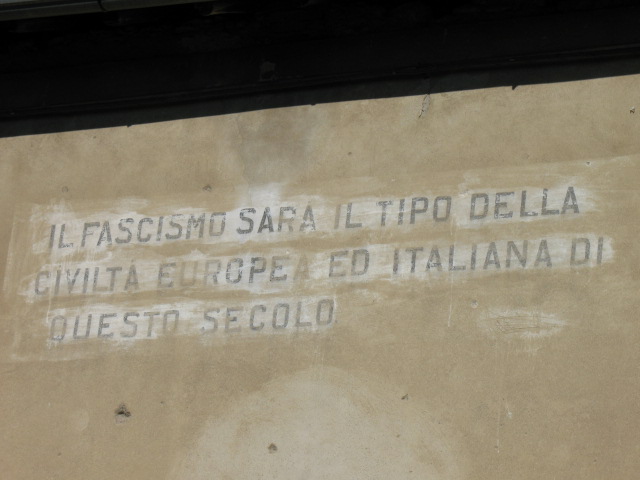 IL FASCISMO SARA IL TIPO DELLA
CIVILTA EUROPEA ED ITALIANA DI
QUESTO SECOLO